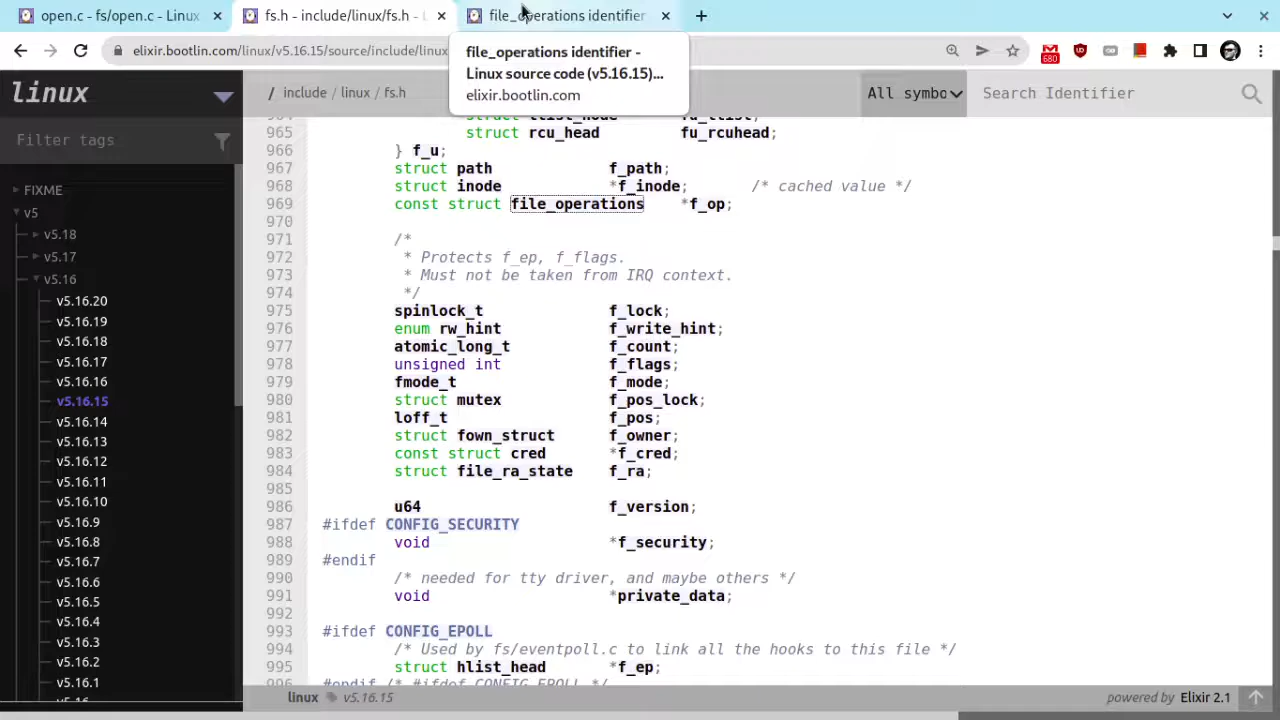 open.c - fs/open.c - Linux
fs.h - include/linux/fs.h - L
file_operations identifier
elixir.bootlin.com/linux/v5.16.15/source/include/linux
680
file_operations identifier -
Linux source code (v5.16.15)...
elixir.bootlin.com
linux
/ include / linux / fs.h
All symbo
Search Identifier
Filter tags
FIXME
v5
v5.18
v5.17
v5.16
v5.16.20
v5.16.19
v5.16.18
v5.16.17
v5.16.16
v5.16.15
v5.16.14
v5.16.13
v5.16.12
v5.16.11
v5.16.10
v5.16.9
v5.16.8
v5.16.7
v5.16.6
v5.16.5
v5.16.4
v5.16.3
v5.16.2
v5.16.1
965 struct rcu_head fu_rcuhead;
966 } f_u;
967 struct path f_path;
968 struct inode *f_inode; /* cached value */
969 const struct file_operations *f_op;
970
971 /*
972 * Protects f_ep, f_flags.
973 * Must not be taken from IRQ context.
974 */
975 spinlock_t f_lock;
976 enum rw_hint f_write_hint;
977 atomic_long_t f_count;
978 unsigned int f_flags;
979 fmode_t f_mode;
980 struct mutex f_pos_lock;
981 loff_t f_pos;
982 struct fown_struct f_owner;
983 const struct cred *f_cred;
984 struct file_ra_state f_ra;
985
986 u64 f_version;
987 #ifdef CONFIG_SECURITY
988 void *f_security;
989 #endif
990 /* needed for tty driver, and maybe others */
991 void *private_data;
992
993 #ifdef CONFIG_EPOLL
994 /* Used by fs/eventpoll.c to link all the hooks to this file */
995 struct hlist_head *f_ep;
996 #endif /* #ifdef CONFIG_EPOLL */
linux v5.16.15
powered by Elixir 2.1